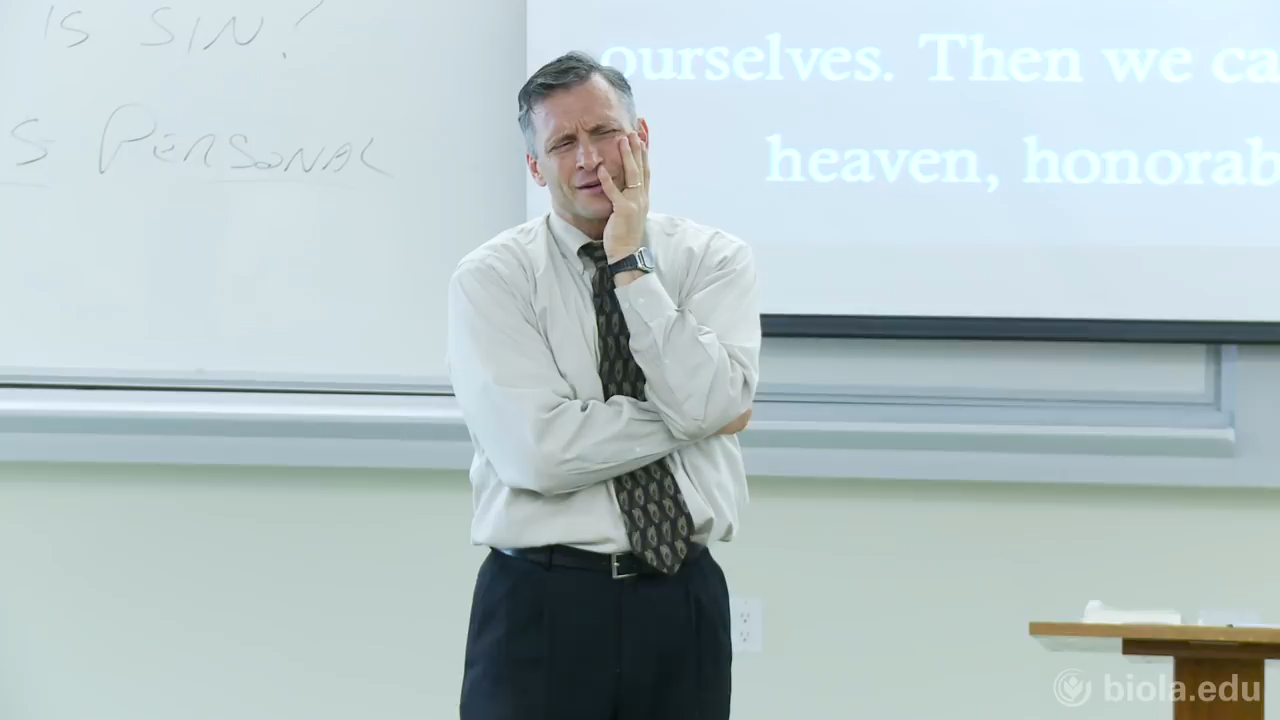 IS SIN?
S PERSONAL
ourselves. Then we ca
heaven, honorab
biola.edu